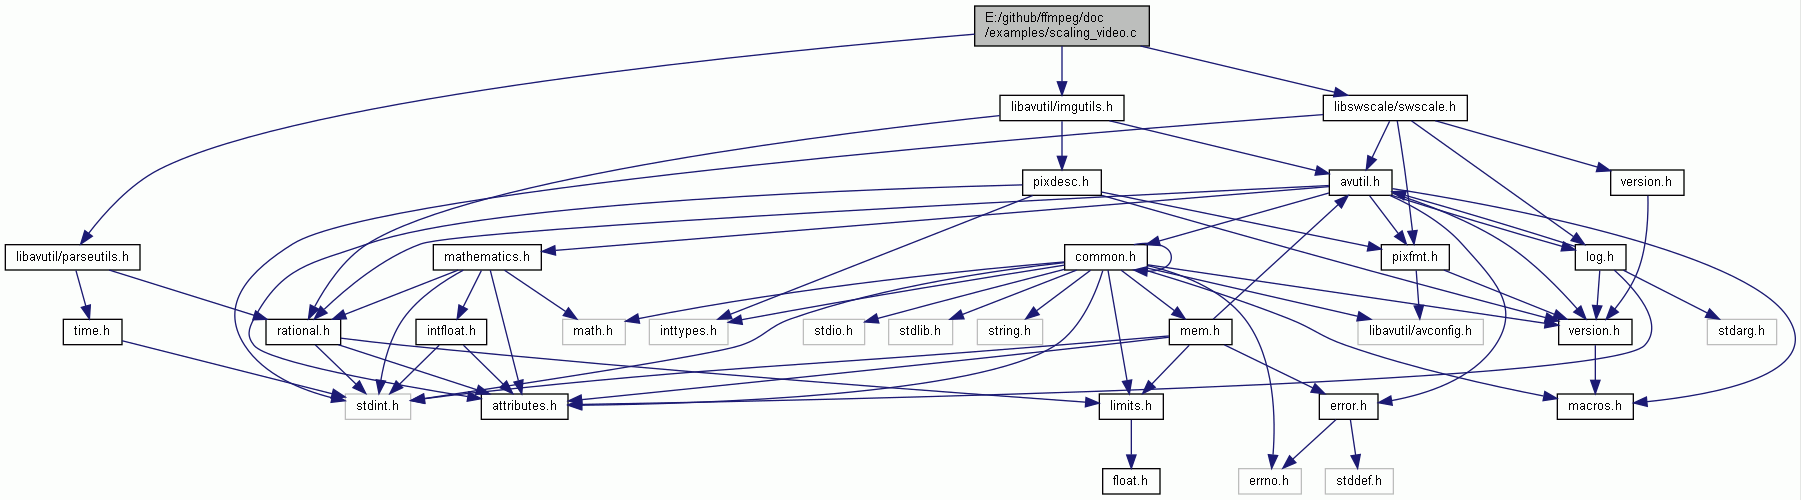 E:/github/ffmpeg/doc
/examples/scaling_video.c
libavutil/imgutils.h
libswscale/swscale.h
pixdesc.h
avutil.h
version.h
libavutil/parseutils.h
mathematics.h
common.h
pixfmt.h
log.h
time.h
rational.h
intfloat.h
math.h
inttypes.h
stdio.h
stdlib.h
string.h
mem.h
libavutil/avconfig.h
version.h
stdarg.h
stdint.h
attributes.h
limits.h
error.h
macros.h
float.h
errno.h
stddef.h